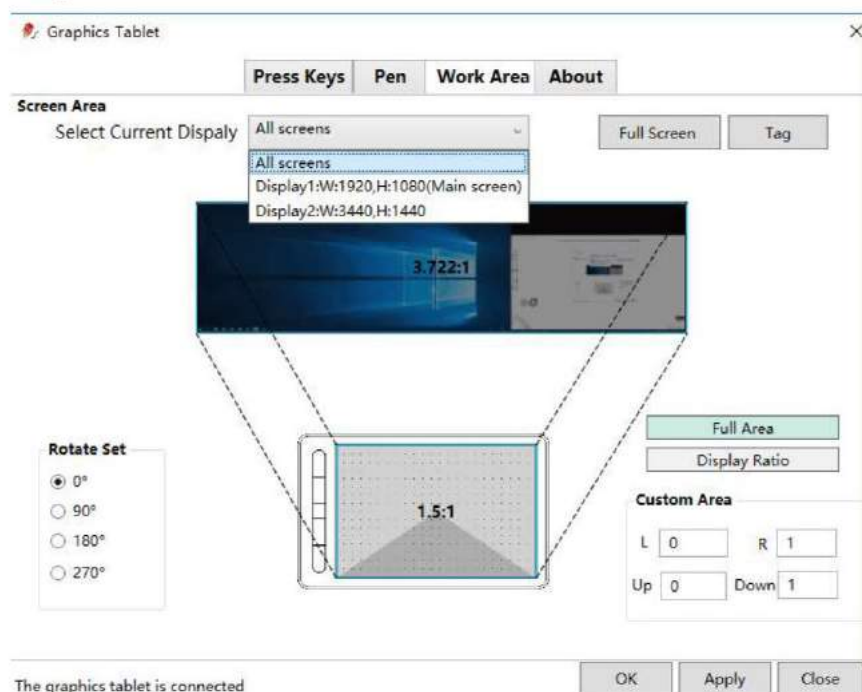 Graphics Tablet
Press Keys Pen Work Area About
Screen Area
Select Current Dispaly All screens Full Screen Tag
All screens
Display1:W:1920,H:1080(Main screen)
Display2:W:3440,H:1440
3.722:1
Full Area
Display Ratio
Rotate Set
0°
90°
180°
270°
1.5:1
Custom Area
L 0 R 1
Up 0 Down 1
The graphics tablet is connected
OK Apply Close